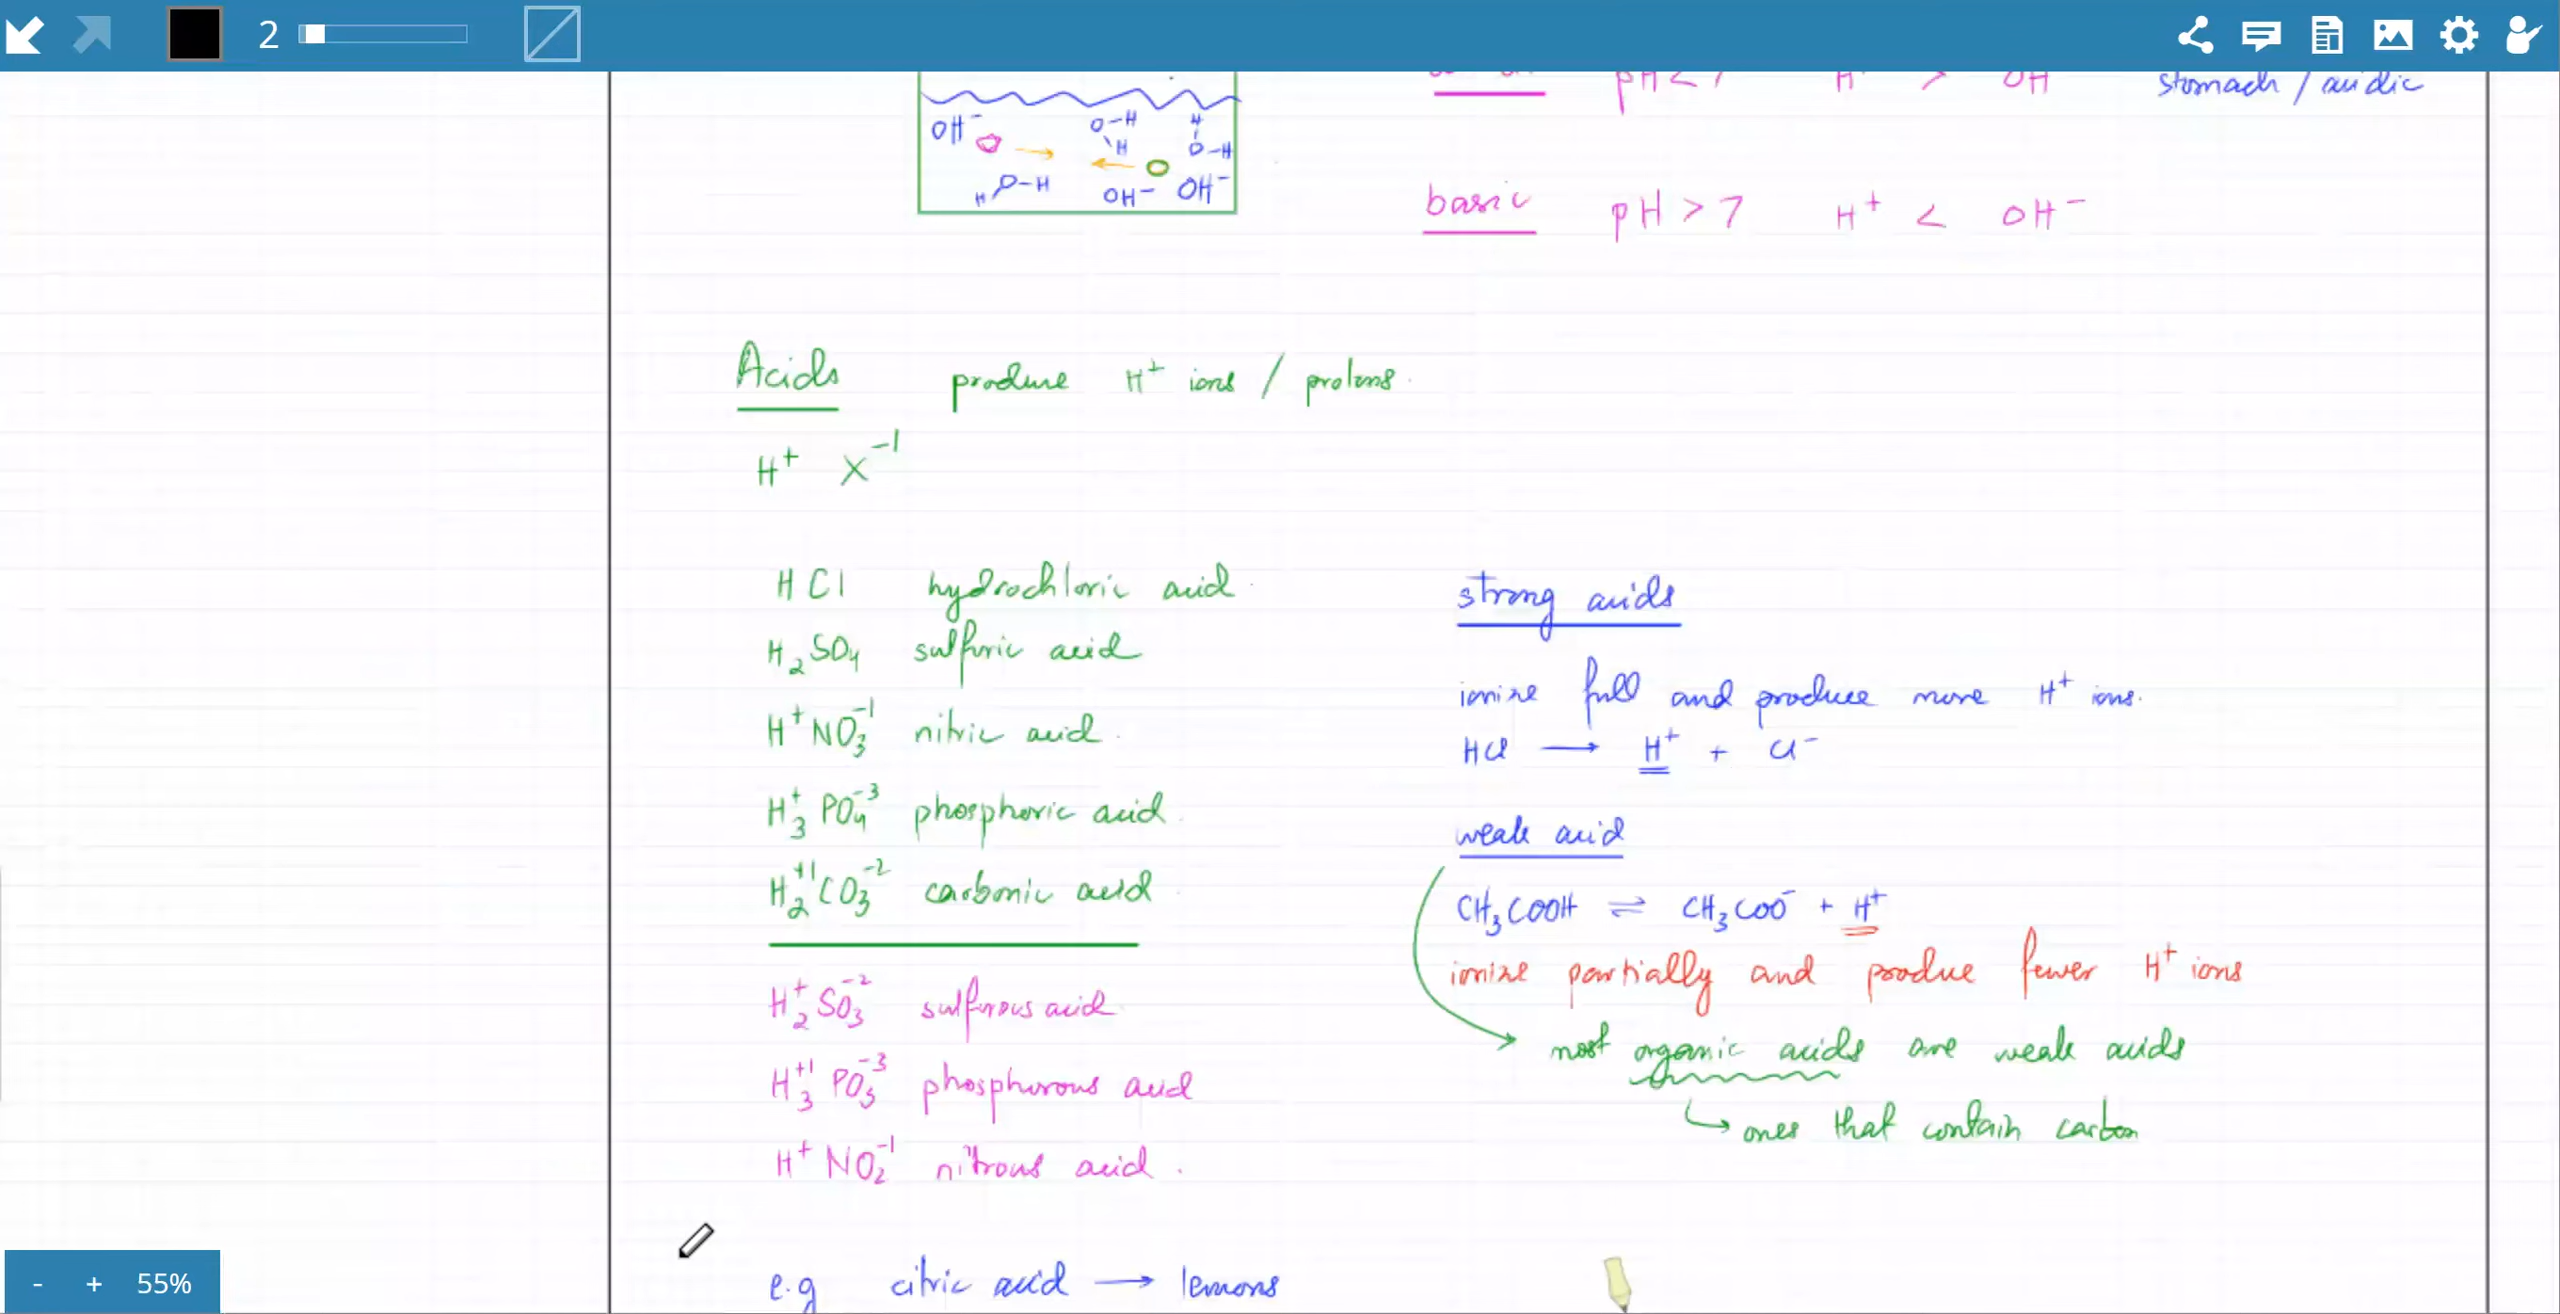 2
pH < 7 H⁺ > OH stomach / acidic
OH⁻ O-H H H
H O-H O-H
OH⁻ OH⁻
basic pH > 7 H⁺ < OH⁻
Acids produce H⁺ ions / protons.
H⁺ X⁻¹
HCl hydrochloric acid
H₂SO₄ sulfuric acid
H⁺NO₃⁻¹ nitric acid.
H₃⁺PO₄⁻³ phosphoric acid
H₂⁺¹CO₃⁻² carbonic acid
H₂⁺SO₃⁻² sulfurous acid
H₃⁺¹PO₃⁻³ phosphorous acid
H⁺NO₂⁻¹ nitrous acid.
e.g citric acid → lemons
strong acids
ionize full and produce more H⁺ ions.
HCl → H⁺ + Cl⁻
weak acid
CH₃COOH ⇌ CH₃COO⁻ + H⁺
ionize partially and produce fewer H⁺ ions
most organic acids are weak acids
ones that contain carbon
- + 55%